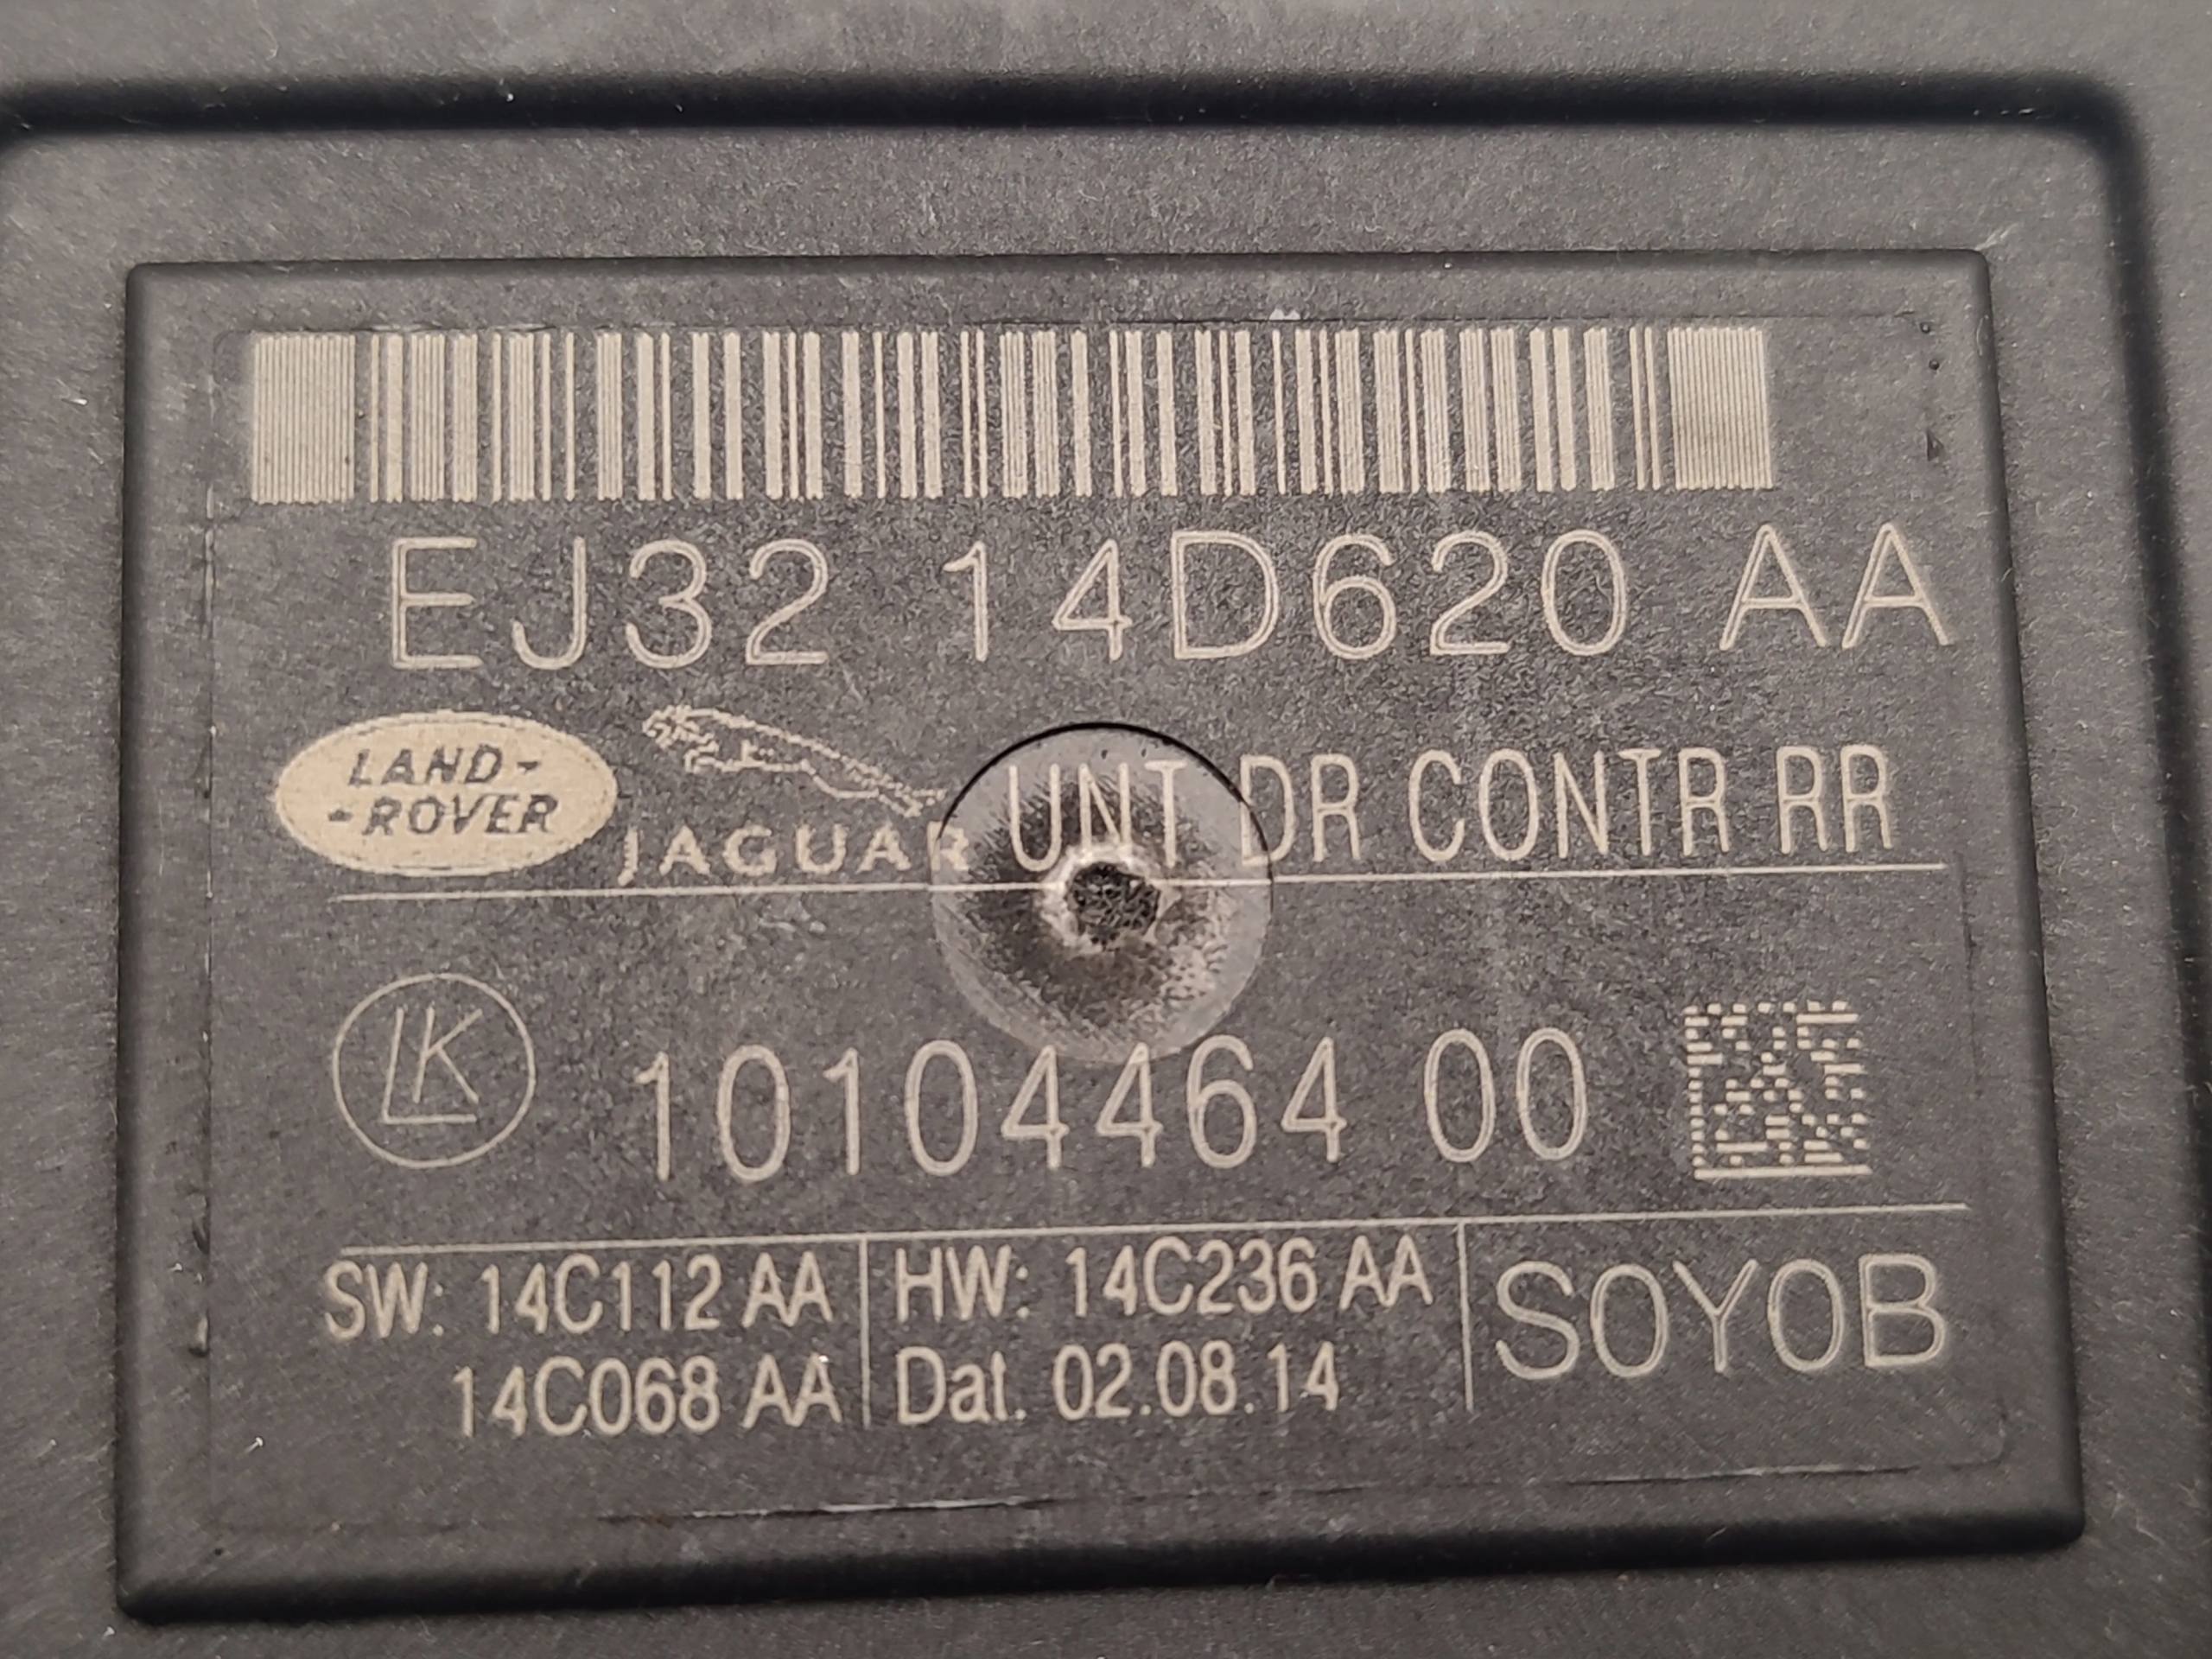 EJ32 14D620 AA
LAND-
-ROVER
JAGUAR
UNT DR CONTR RR
LK
10104464 00
SW: 14C112 AA
14C068 AA
HW: 14C236 AA
Dat. 02.08.14
SOYOB